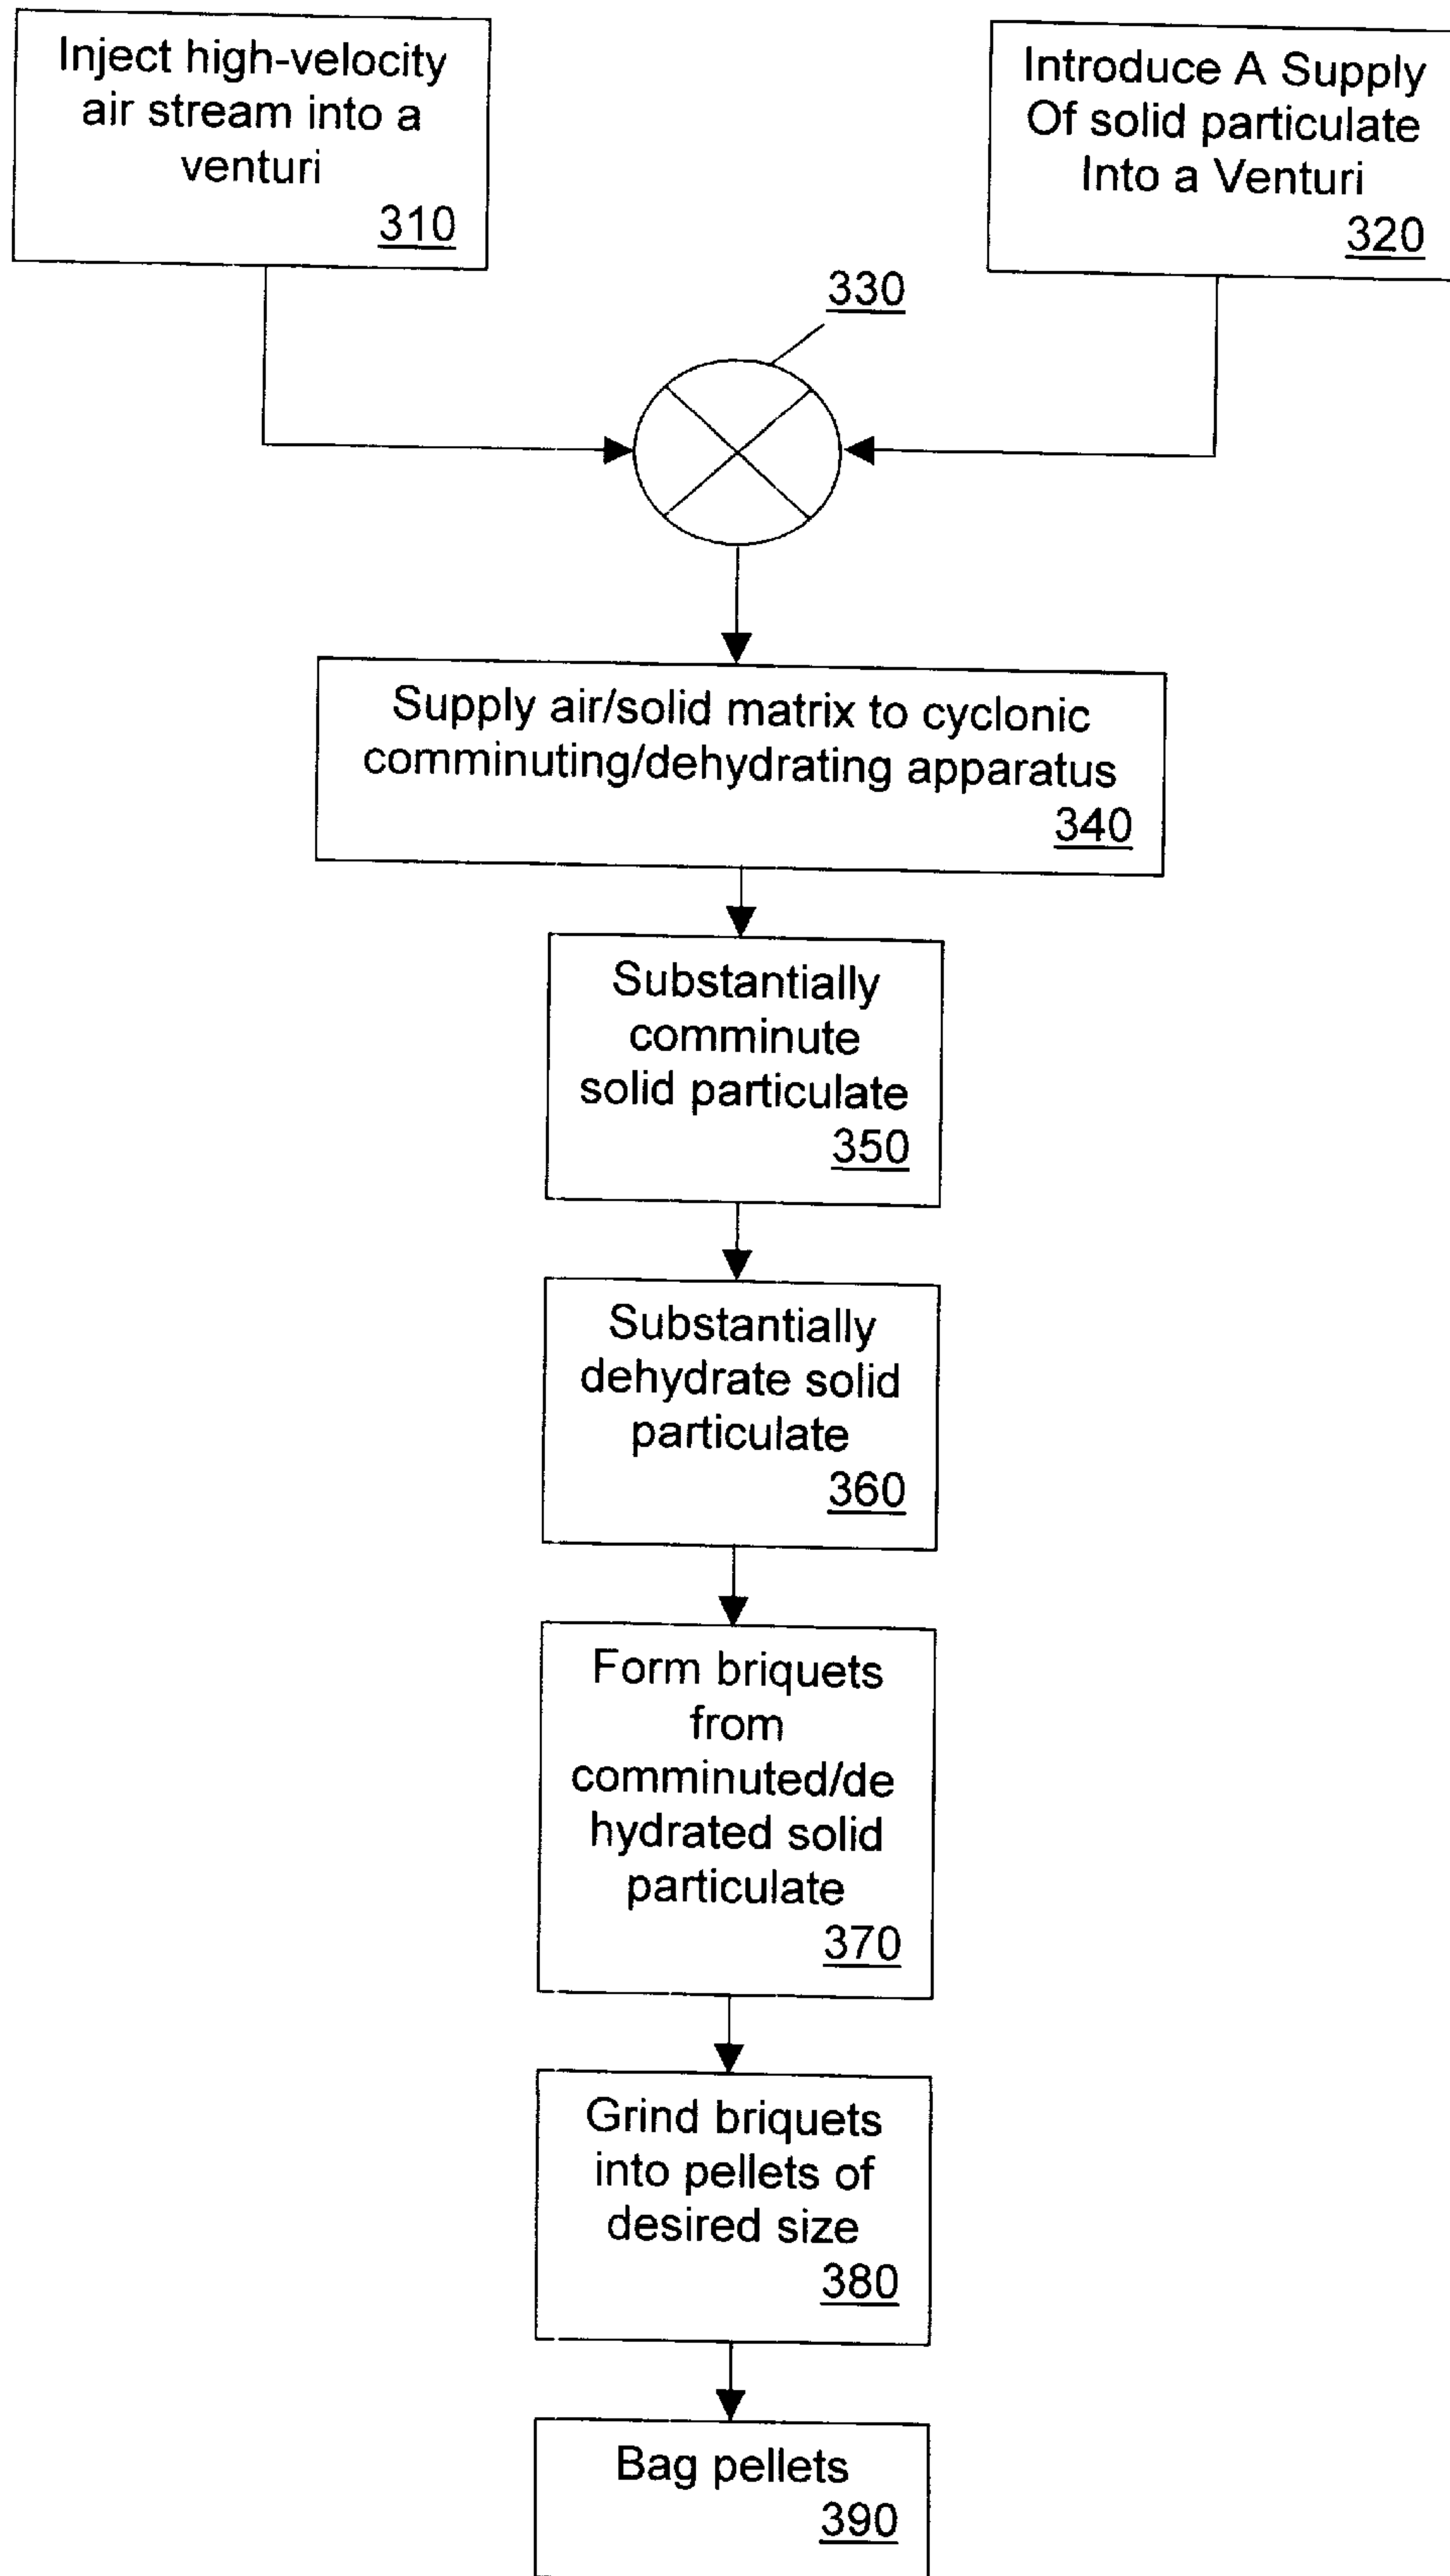 Inject high-velocity
air stream into a
venturi
310
Introduce A Supply
Of solid particulate
Into a Venturi
320
330
Supply air/solid matrix to cyclonic
comminuting/dehydrating apparatus
340
Substantially
comminute
solid particulate
350
Substantially
dehydrate solid
particulate
360
Form briquets
from
comminuted/de
hydrated solid
particulate
370
Grind briquets
into pellets of
desired size
380
Bag pellets
390